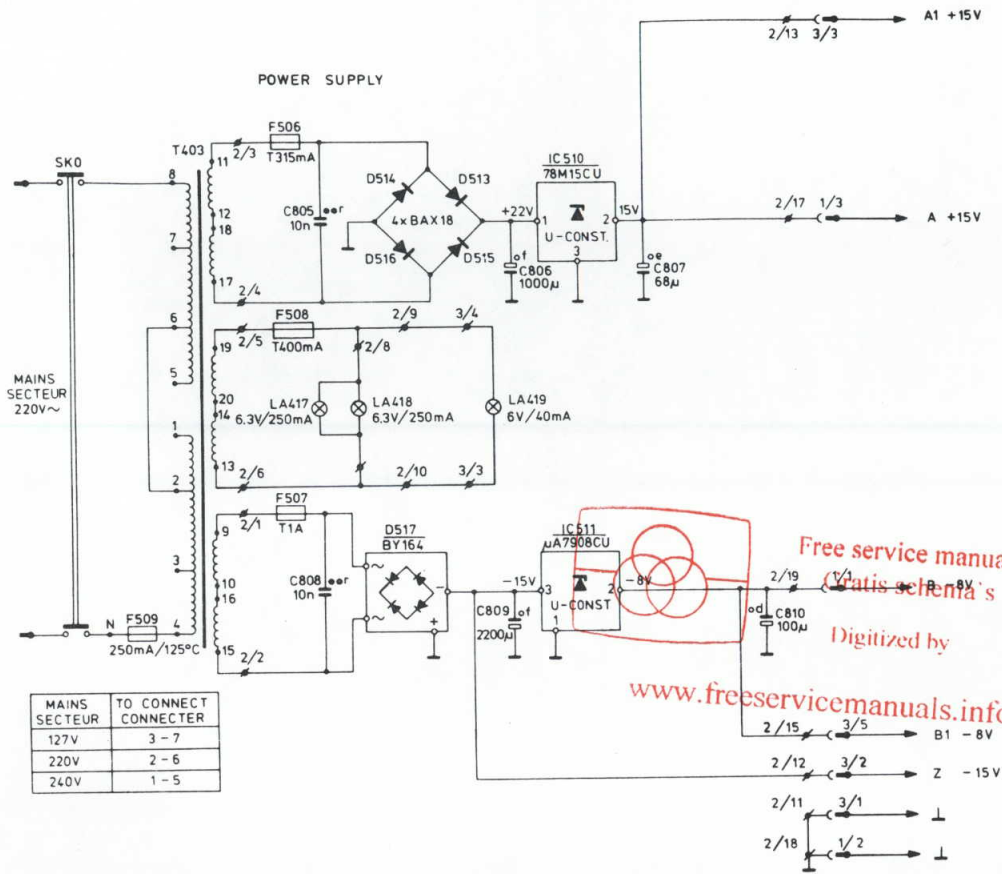 A1 +15V
2/13 3/3
POWER SUPPLY
F506
T315mA
SK0
T403
2/3
8
11
D514
D513
IC510
78M15CU
C805
10n
4xBAX18
+22V
1
2
15V
U-CONST.
3
2/17 1/3
A +15V
12
18
7
D516
D515
f
C806
1000µ
e
C807
68µ
17
2/4
6
F508
T400mA
2/5
2/9
3/4
19
2/8
5
MAINS
SECTEUR
220V~
LA417
6,3V/250mA
LA418
6,3V/250mA
LA419
6V/40mA
20
14
1
13
2/6
2/10
3/3
2
F507
T1A
2/1
9
D517
BY164
IC511
µA7908CU
C808
10n
~
~
-
+
-15V
3
2
-8V
U-CONST
1
2/19 1/1
B -8V
10
16
3
C809
2200µ
f
d
C810
100µ
N
F509
250mA/125ºC
4
15
2/2
Free service manua
Gratis schema's
Digitized by
www.freeservicemanuals.info
MAINS SECTEUR
TO CONNECT CONNECTER
127V 3-7
220V 2-6
240V 1-5
2/15 3/5
B1 -8V
2/12 3/2
Z -15V
2/11 3/1
2/18 1/2